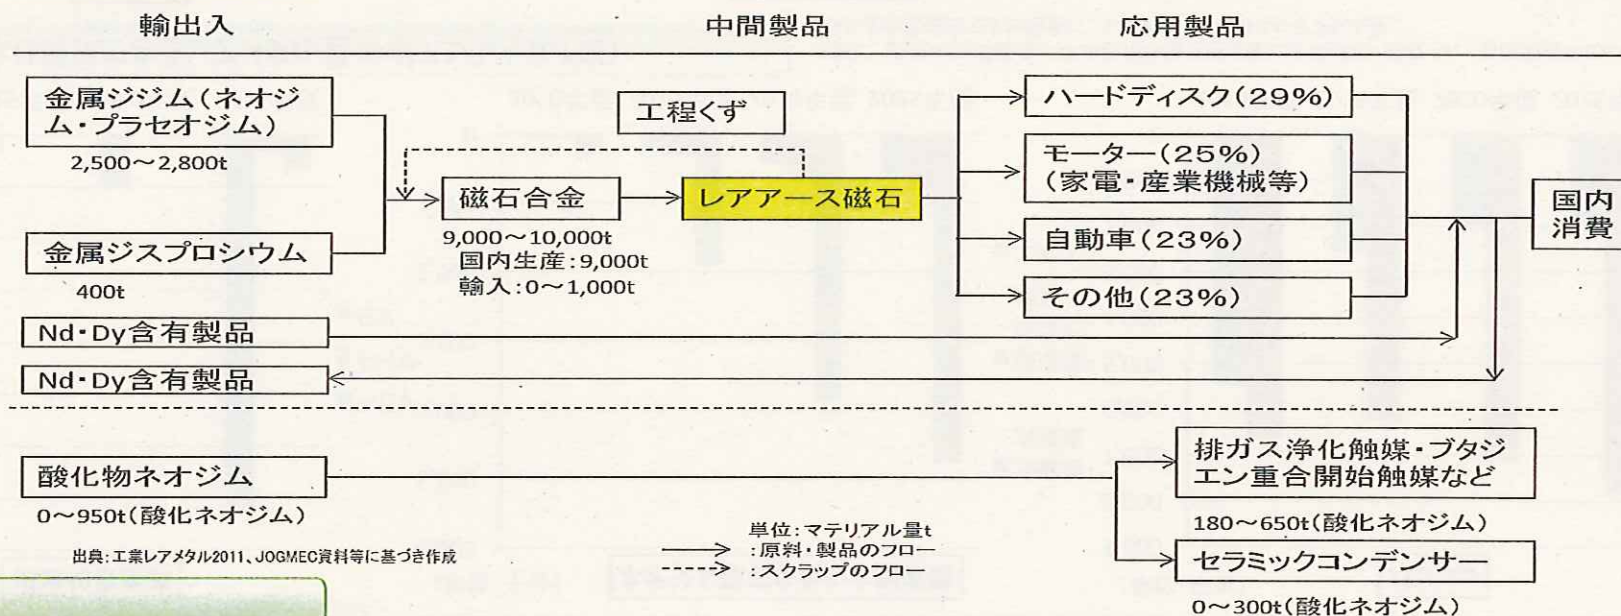 輸出入
中間製品
応用製品
金属ジジム(ネオジ
ム・プラセオジム)
2,500～2,800t
金属ジスプロシウム
400t
工程くず
磁石合金
9,000～10,000t
国内生産:9,000t
輸入:0～1,000t
レアアース磁石
ハードディスク(29%)
モーター(25%)
(家電・産業機械等)
自動車(23%)
その他(23%)
国内
消費
Nd・Dy含有製品
Nd・Dy含有製品
酸化物ネオジム
0～950t(酸化ネオジム)
排ガス浄化触媒・ブタジ
エン重合開始触媒など
180～650t(酸化ネオジム)
セラミックコンデンサー
0～300t(酸化ネオジム)
単位:マテリアル量t
:原料・製品のフロー
:スクラップのフロー
出典:工業レアメタル2011、JOGMEC資料等に基づき作成